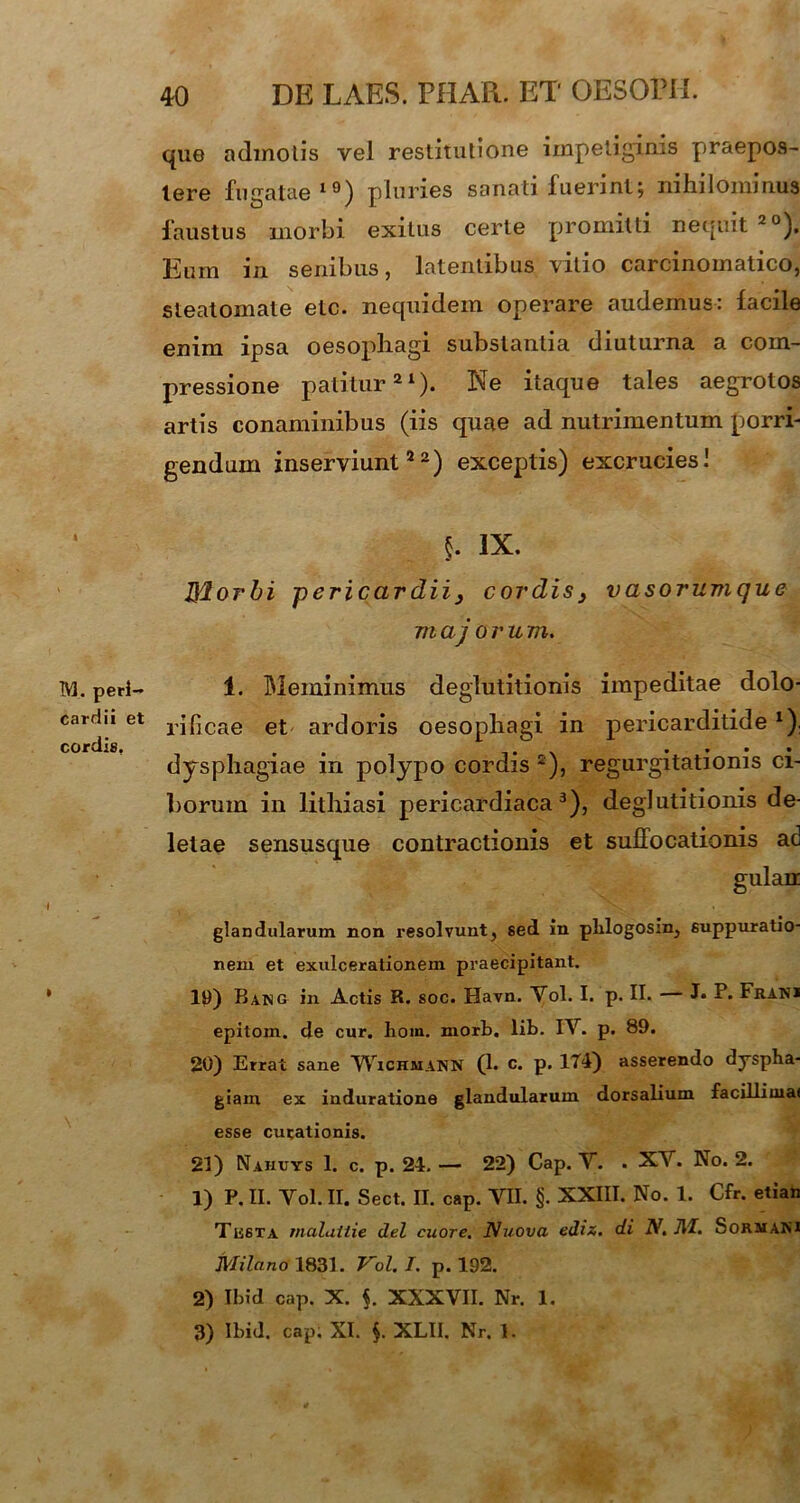 40 DE LAES. PHAR. ET OESOPH.
que admotis vel restitutione impetiginis praepos-
tere fugatae ¹⁹) pluries sanati fuerint; nihilominus
faustus morbi exitus certe promitti nequit ²⁰).
Eum in senibus, latentibus vitio carcinomatico,
steatomate etc. nequidem operare audemus: facile
enim ipsa oesophagi substantia diuturna a com-
pressione patitur ²¹). Ne itaque tales aegrotos
artis conaminibus (iis quae ad nutrimentum porri-
gendum inserviunt ²²) exceptis) excrucies!
§. IX.
Morbi pericardii, cordis, vasorumque
majorum.
M. peri-
cardii et
cordis.
1. Meminimus deglutitionis impeditae dolo-
rificae et ardoris oesophagi in pericarditide ¹)
dysphagiae in polypo cordis ²), regurgitationis ci-
borum in lithiasi pericardiaca ³), deglutitionis de-
letae sensusque contractionis et suffocationis ad
gulam
glandularum non resolvunt, sed in phlogosin, suppuratio-
nem et exulcerationem praecipitant.
19) Bang in Actis R. soc. Havn. Vol. I. p. II. — J. P. Frank
epitom. de cur. hom. morb. lib. IV. p. 89.
20) Errat sane Wichmann (l. c. p. 174) asserendo dyspha-
giam ex induratione glandularum dorsalium facillimae
esse curationis.
21) Nahuys l. c. p. 24. — 22) Cap. V. . XV. No. 2.
1) P. II. Vol. II. Sect. II. cap. VII. §. XXIII. No. 1. Cfr. etiam
Testa malattie del cuore. Nuova ediz. di N. M. Sormani
Milano 1831. Vol. I. p. 192.
2) Ibid cap. X. §. XXXVII. Nr. 1.
3) Ibid. cap. XI. §. XLII. Nr. 1.